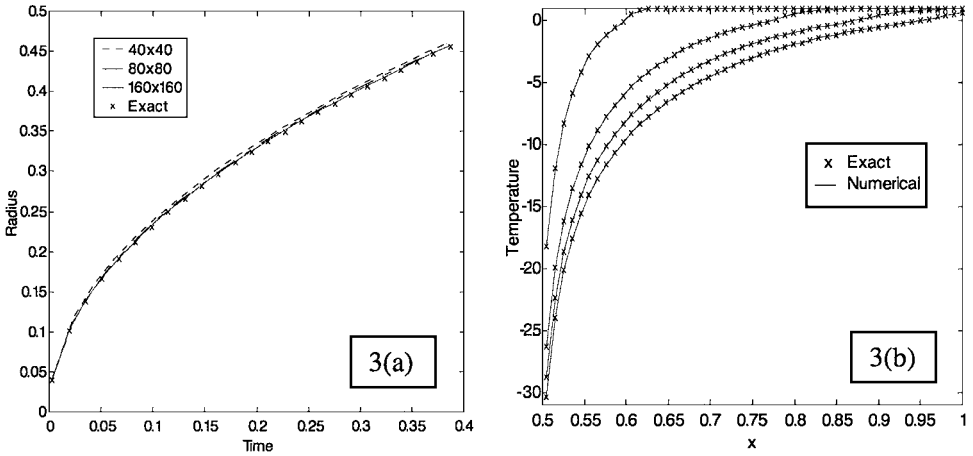 0.5
0.45
0.4
0.35
0.3
0.25
0.2
0.15
0.1
0.05
0
Radius
40x40
80x80
160x160
x Exact
3(a)
0 0.05 0.1 0.15 0.2 0.25 0.3 0.35 0.4
Time
0
-5
-10
-15
-20
-25
-30
Temperature
x Exact
Numerical
3(b)
0.5 0.55 0.6 0.65 0.7 0.75 0.8 0.85 0.9 0.95 1
x